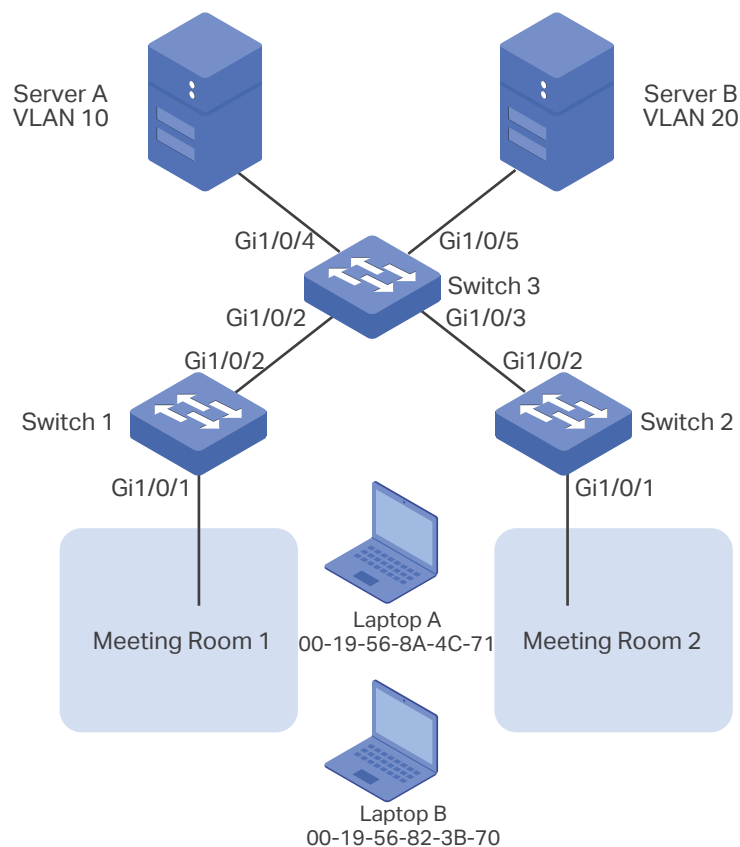 Server A
VLAN 10
Server B
VLAN 20
Gi1/0/4
Gi1/0/5
Switch 3
Gi1/0/2
Gi1/0/3
Gi1/0/2
Gi1/0/2
Switch 1
Switch 2
Gi1/0/1
Gi1/0/1
Meeting Room 1
Laptop A
00-19-56-8A-4C-71
Meeting Room 2
Laptop B
00-19-56-82-3B-70